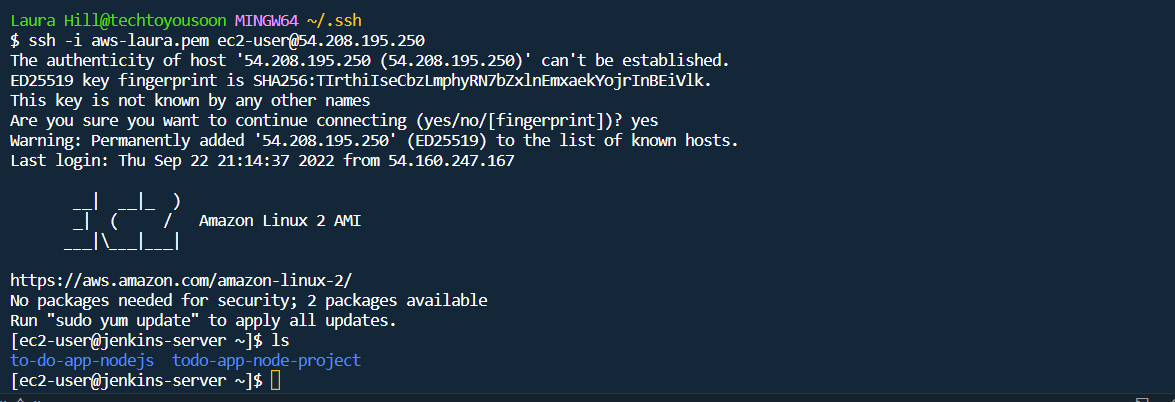 Laura Hill@techtoyousoon MINGW64 ~/.ssh
$ ssh -i aws-laura.pem ec2-user@54.208.195.250
The authenticity of host '54.208.195.250 (54.208.195.250)' can't be established.
ED25519 key fingerprint is SHA256:TIrthiIseCbzLmphyRN7bZxlnEmxaekYojrInBEiVlk.
This key is not known by any other names
Are you sure you want to continue connecting (yes/no/[fingerprint])? yes
Warning: Permanently added '54.208.195.250' (ED25519) to the list of known hosts.
Last login: Thu Sep 22 21:14:37 2022 from 54.160.247.167
       __|  __|_  )
       _|  (     /   Amazon Linux 2 AMI
      ___|\___|___|
https://aws.amazon.com/amazon-linux-2/
No packages needed for security; 2 packages available
Run "sudo yum update" to apply all updates.
[ec2-user@jenkins-server ~]$ ls
to-do-app-nodejs  todo-app-node-project
[ec2-user@jenkins-server ~]$